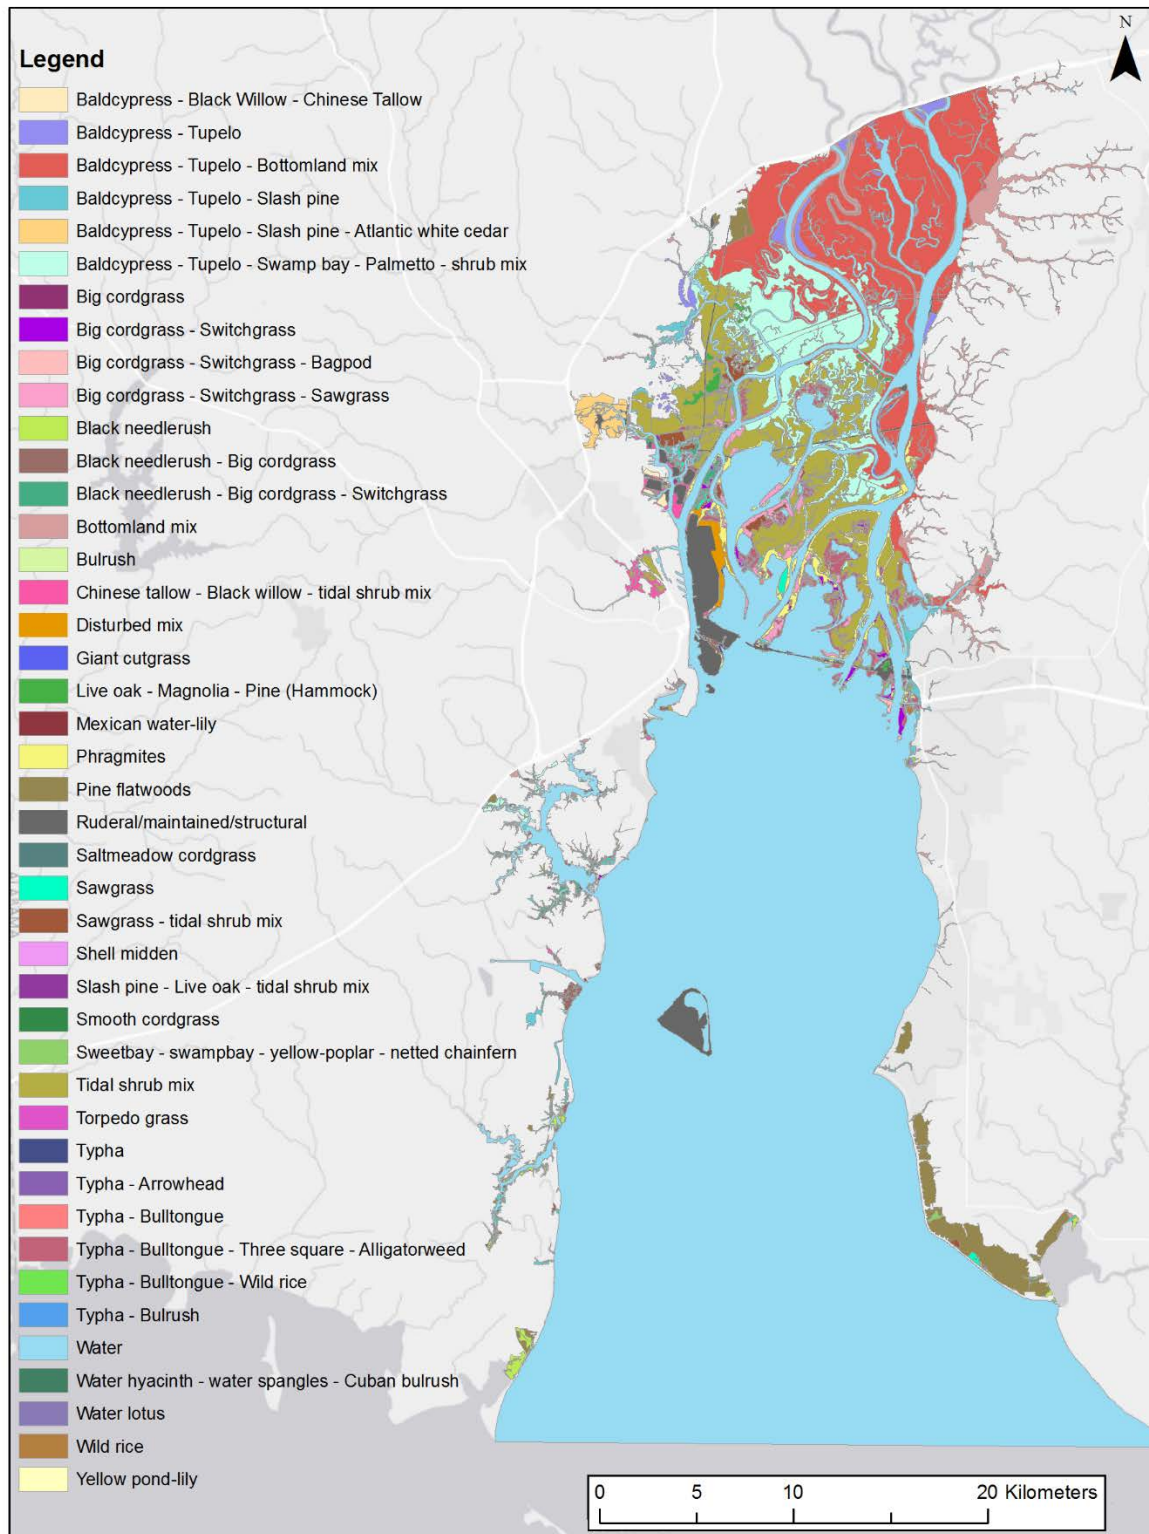 N
Legend
Baldcypress - Black Willow - Chinese Tallow
Baldcypress - Tupelo
Baldcypress - Tupelo - Bottomland mix
Baldcypress - Tupelo - Slash pine
Baldcypress - Tupelo - Slash pine - Atlantic white cedar
Baldcypress - Tupelo - Swamp bay - Palmetto - shrub mix
Big cordgrass
Big cordgrass - Switchgrass
Big cordgrass - Switchgrass - Bagpod
Big cordgrass - Switchgrass - Sawgrass
Black needlerush
Black needlerush - Big cordgrass
Black needlerush - Big cordgrass - Switchgrass
Bottomland mix
Bulrush
Chinese tallow - Black willow - tidal shrub mix
Disturbed mix
Giant cutgrass
Live oak - Magnolia - Pine (Hammock)
Mexican water-lily
Phragmites
Pine flatwoods
Ruderal/maintained/structural
Saltmeadow cordgrass
Sawgrass
Sawgrass - tidal shrub mix
Shell midden
Slash pine - Live oak - tidal shrub mix
Smooth cordgrass
Sweetbay - swampbay - yellow-poplar - netted chainfern
Tidal shrub mix
Torpedo grass
Typha
Typha - Arrowhead
Typha - Bulltongue
Typha - Bulltongue - Three square - Alligatorweed
Typha - Bulltongue - Wild rice
Typha - Bulrush
Water
Water hyacinth - water spangles - Cuban bulrush
Water lotus
Wild rice
Yellow pond-lily
0 5 10 20 Kilometers